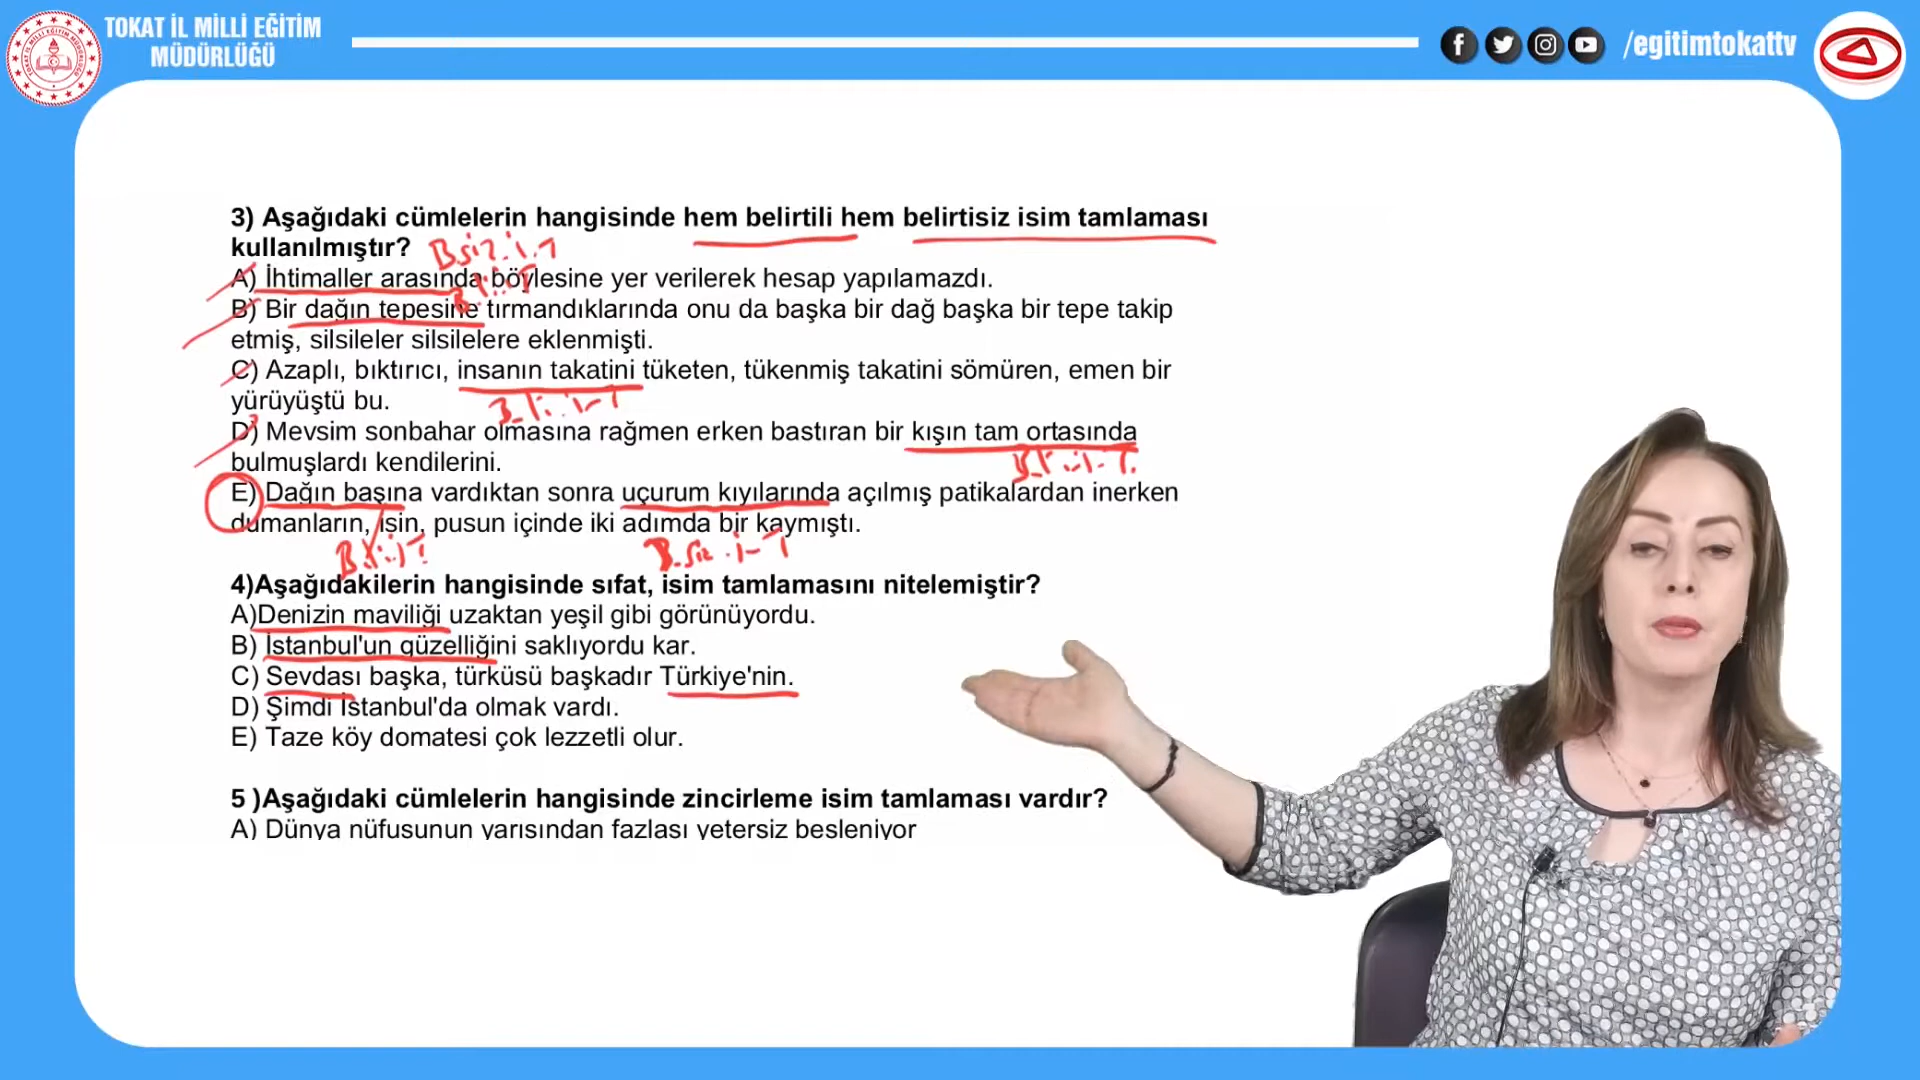 TOKAT İL MİLLİ EĞİTİM
MÜDÜRLÜĞÜ
/egitimtokattv
3) Aşağıdaki cümlelerin hangisinde hem belirtili hem belirtisiz isim tamlaması
kullanılmıştır?
B.siz.i.T
A) İhtimaller arasında böylesine yer verilerek hesap yapılamazdı.
B.li.i.T
B) Bir dağın tepesine tırmandıklarında onu da başka bir dağ başka bir tepe takip
etmiş, silsileler silsilelere eklenmişti.
C) Azaplı, bıktırıcı, insanın takatini tüketen, tükenmiş takatini sömüren, emen bir
yürüyüştü bu.
B.li.i.T
D) Mevsim sonbahar olmasına rağmen erken bastıran bir kışın tam ortasında
bulmuşlardı kendilerini.
B.li.i.T.
E) Dağın başına vardıktan sonra uçurum kıyılarında açılmış patikalardan inerken
dumanların, isin, pusun içinde iki adımda bir kaymıştı.
B.li.i.T
B.siz.i.T
4)Aşağıdakilerin hangisinde sıfat, isim tamlamasını nitelemiştir?
A)Denizin maviliği uzaktan yeşil gibi görünüyordu.
B) İstanbul'un güzelliğini saklıyordu kar.
C) Sevdası başka, türküsü başkadır Türkiye'nin.
D) Şimdi İstanbul'da olmak vardı.
E) Taze köy domatesi çok lezzetli olur.
5 )Aşağıdaki cümlelerin hangisinde zincirleme isim tamlaması vardır?
A) Dünya nüfusunun yarısından fazlası yetersiz besleniyor